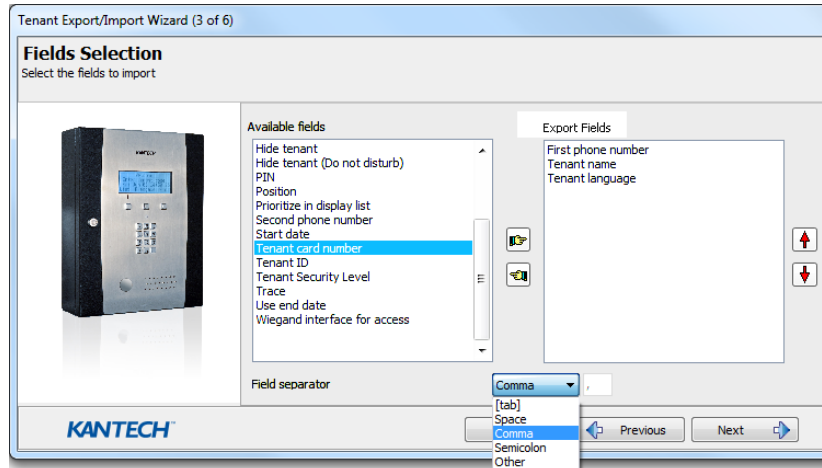 Tenant Export/Import Wizard (3 of 6)
Fields Selection
Select the fields to import
Available fields
Hide tenant
Hide tenant (Do not disturb)
PIN
Position
Prioritize in display list
Second phone number
Start date
Tenant card number
Tenant ID
Tenant Security Level
Trace
Use end date
Wiegand interface for access
Export Fields
First phone number
Tenant name
Tenant language
Field separator
Comma
,
[tab]
Space
Comma
Semicolon
Other
KANTECH
Previous
Next